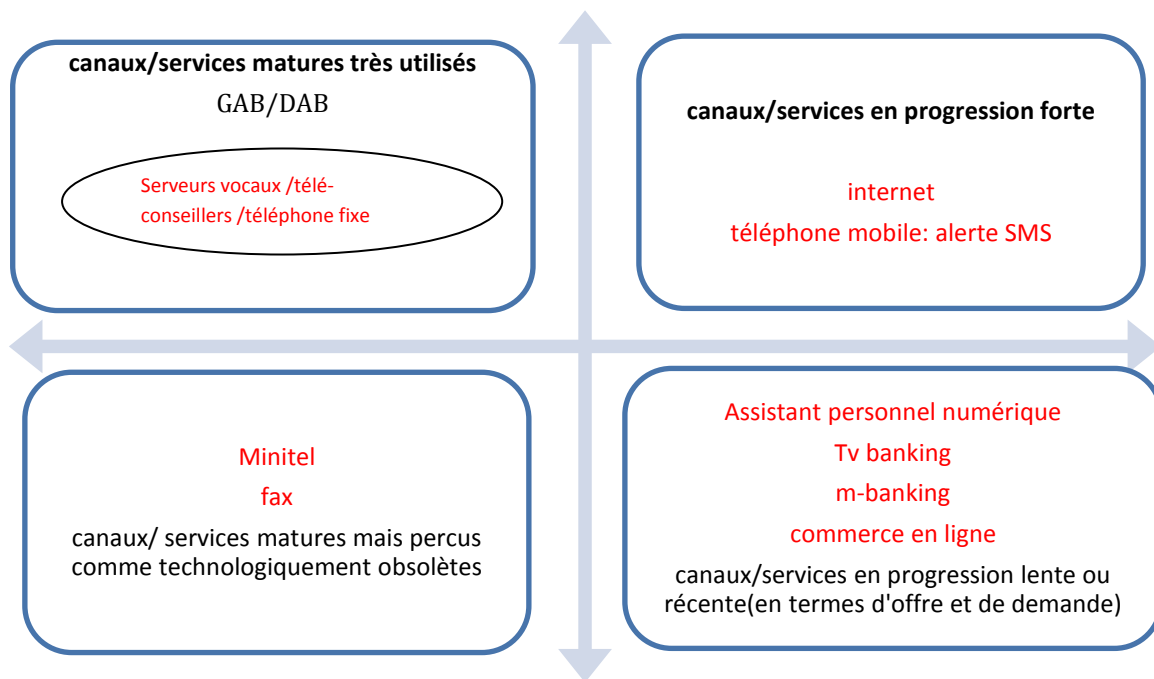 canaux/services matures très utilisés
GAB/DAB
Serveurs vocaux /télé-
conseillers /téléphone fixe
canaux/services en progression forte
internet
téléphone mobile: alerte SMS
Minitel
fax
canaux/ services matures mais percus
comme technologiquement obsolètes
Assistant personnel numérique
Tv banking
m-banking
commerce en ligne
canaux/services en progression lente ou
récente(en termes d'offre et de demande)